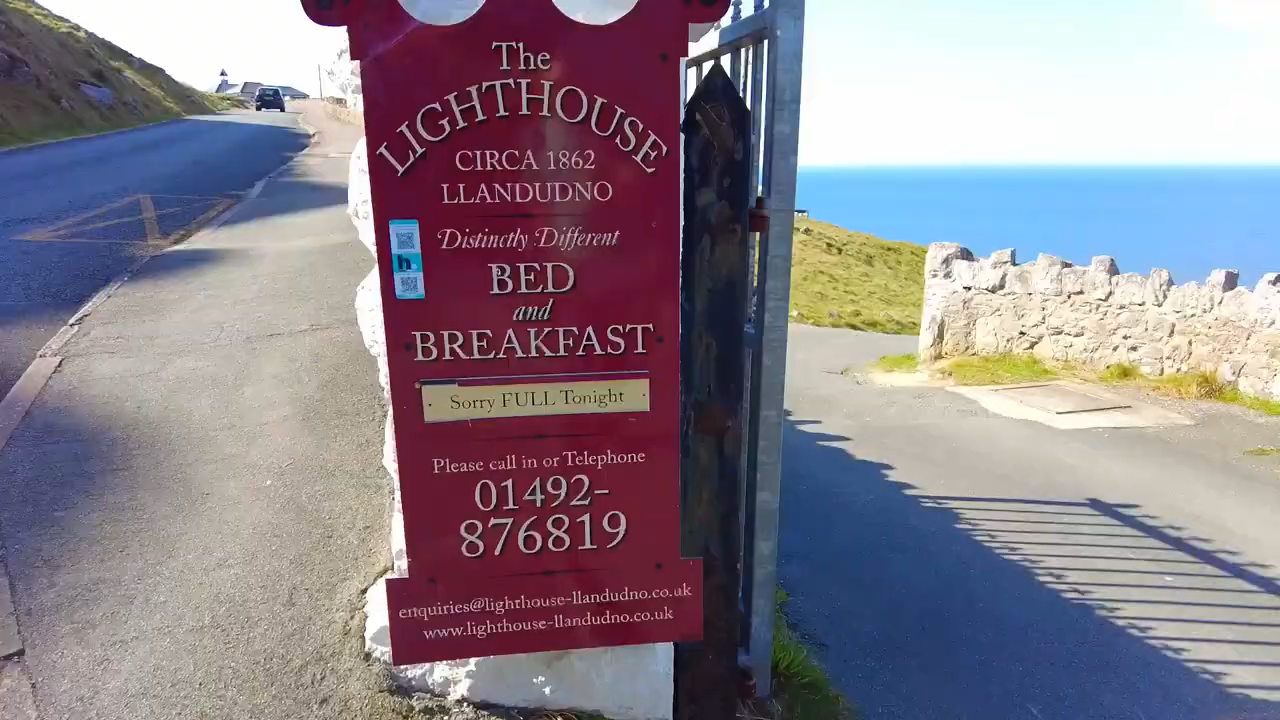 The
LIGHTHOUSE
CIRCA 1862
LLANDUDNO
Distinctly Different
h.
BED
and
BREAKFAST
Sorry FULL Tonight
Please call in or Telephone
01492-
876819
enquiries@lighthouse-llandudno.co.uk
www.lighthouse-llandudno.co.uk